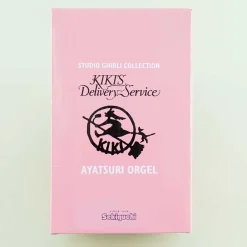 STUDIO GHIBLI COLLECTION
KIKI'S
Delivery Service
KIKI
AYATSURI ORGEL
Sekiguchi